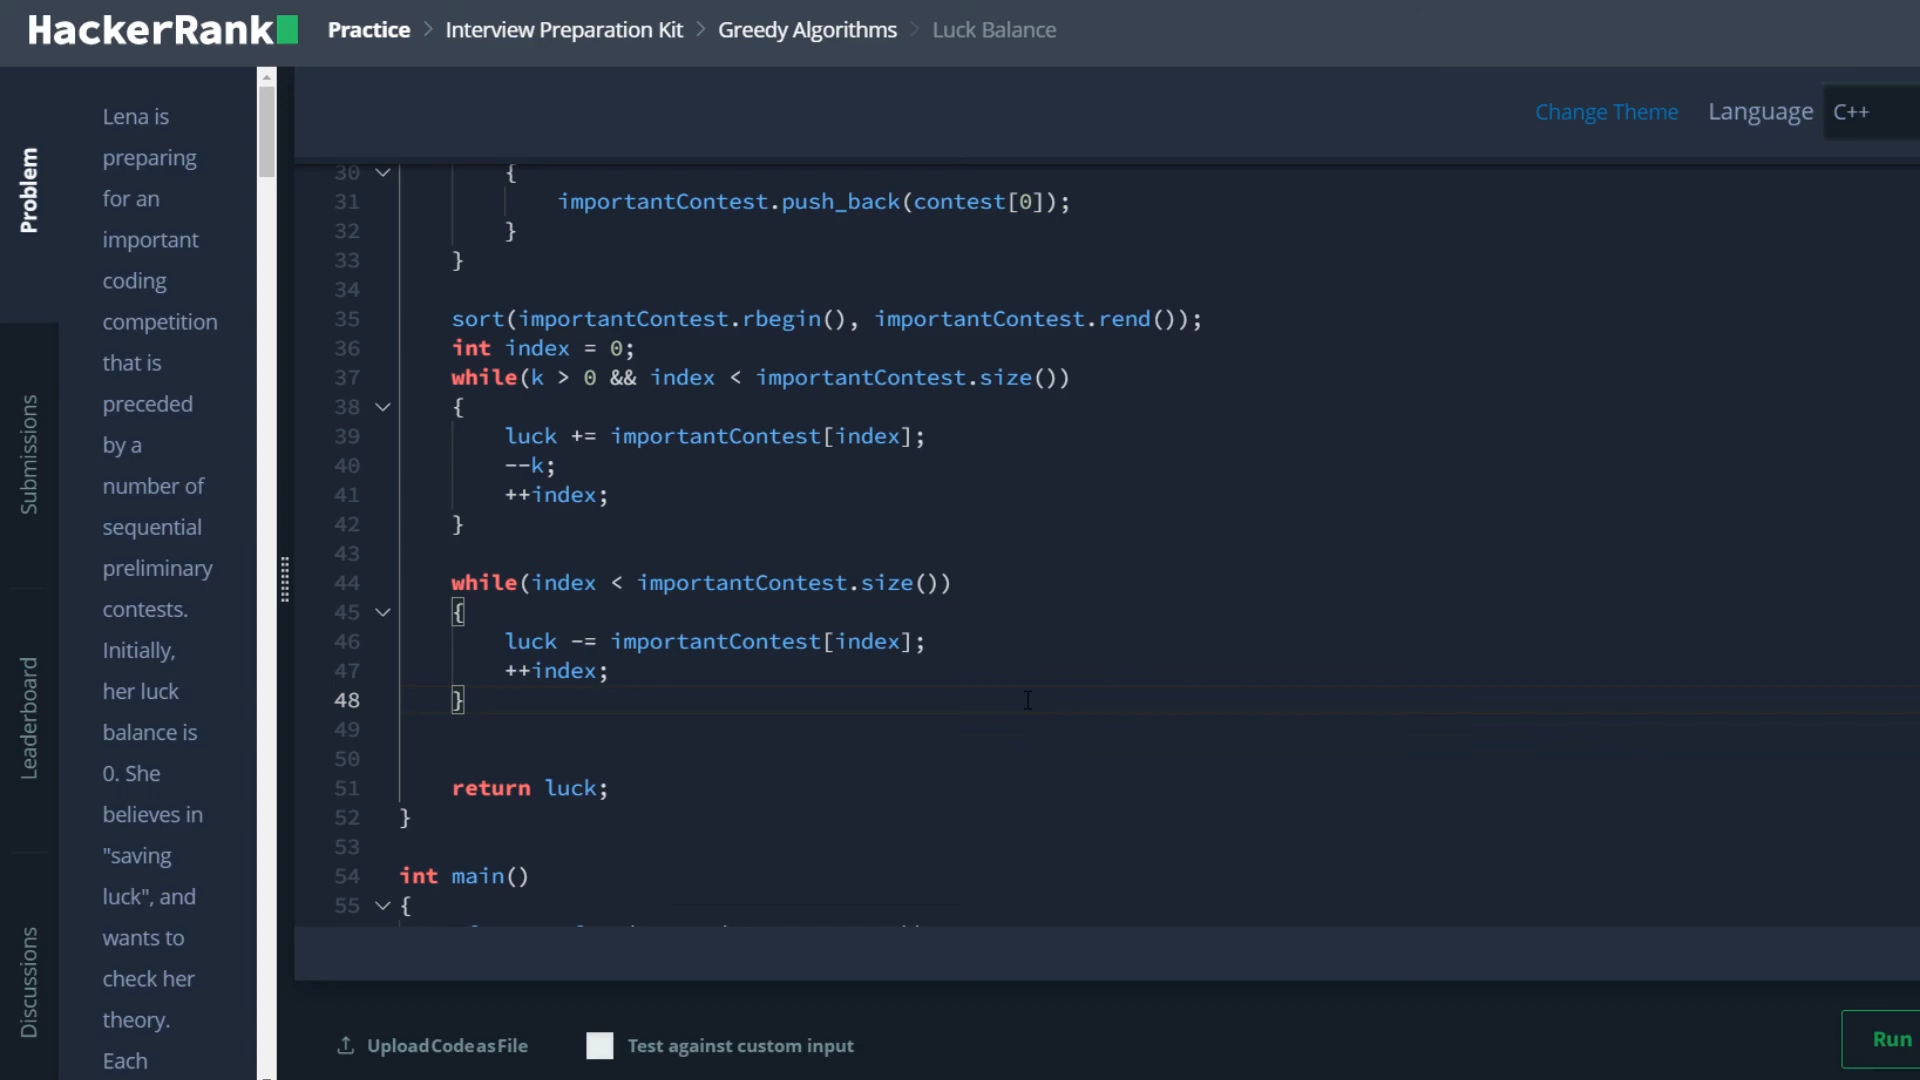 HackerRank
Practice > Interview Preparation Kit > Greedy Algorithms > Luck Balance
Problem
Submissions
Leaderboard
Discussions
Lena is
preparing
for an
important
coding
competition
that is
preceded
by a
number of
sequential
preliminary
contests.
Initially,
her luck
balance is
0. She
believes in
"saving
luck", and
wants to
check her
theory.
Each
Change Theme Language C++
30 {
31 importantContest.push_back(contest[0]);
32 }
33 }
34
35 sort(importantContest.rbegin(), importantContest.rend());
36 int index = 0;
37 while(k > 0 && index < importantContest.size())
38 {
39 luck += importantContest[index];
40 --k;
41 ++index;
42 }
43
44 while(index < importantContest.size())
45 {
46 luck -= importantContest[index];
47 ++index;
48 }
49
50
51 return luck;
52 }
53
54 int main()
55 {
Upload Code as File Test against custom input
Run